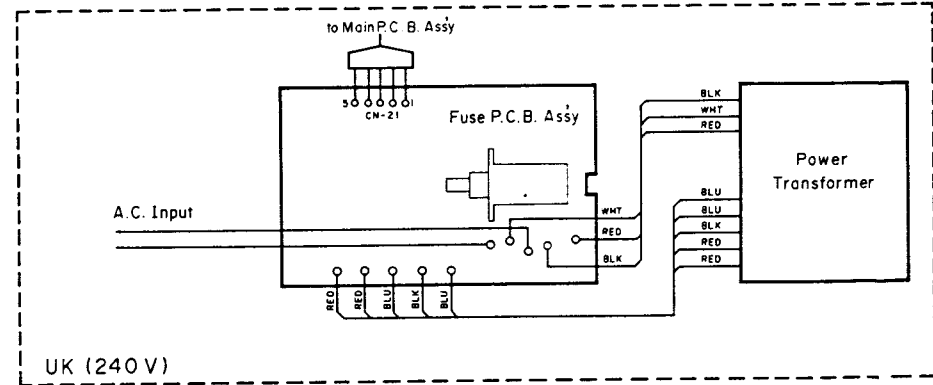 to Main P.C.B. Ass'y
5 1
CN-21
Fuse P.C.B. Ass'y
BLK
WHT
RED
Power
Transformer
A.C. Input
WHT
RED
BLK
BLU
BLU
BLK
RED
RED
RED
RED
BLU
BLK
BLU
UK (240V)